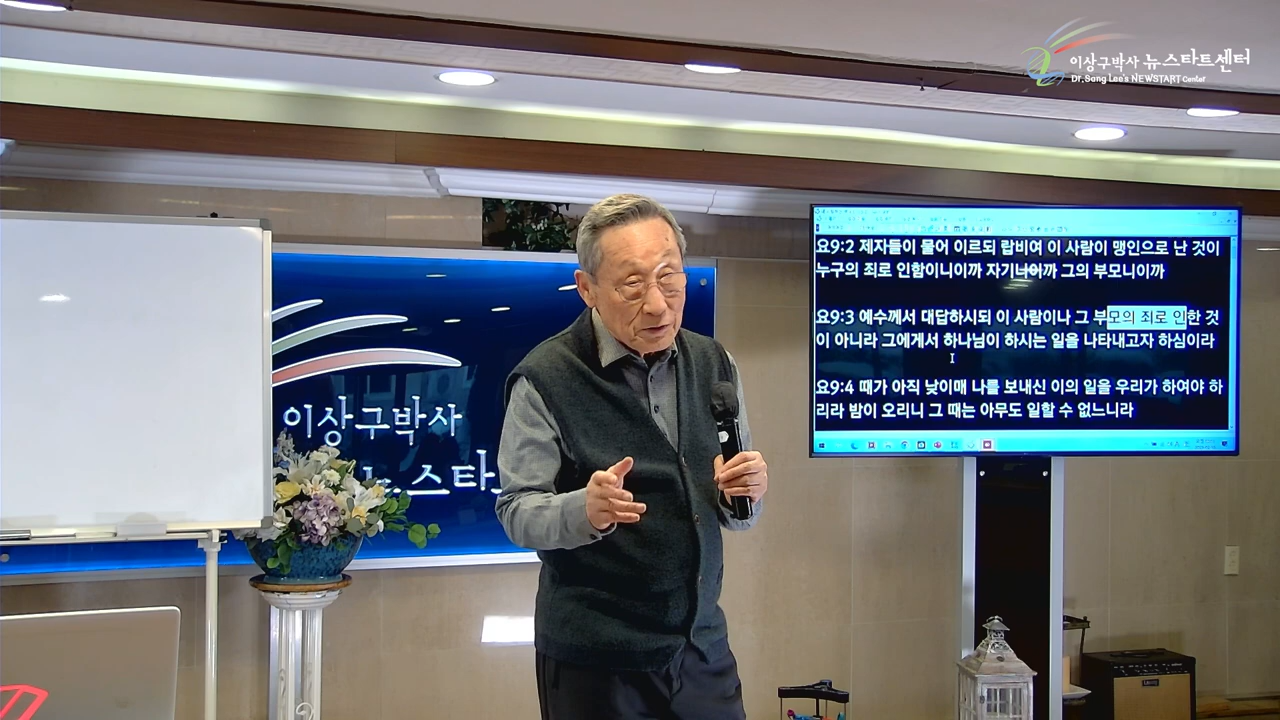 이상구박사 뉴스타트센터
Dr. Sang Lee's NEWSTART Center
요9:2 제자들이 물어 이르되 랍비여 이 사람이 맹인으로 난 것이
누구의 죄로 인함이니이까 자기니이까 그의 부모니이까
요9:3 예수께서 대답하시되 이 사람이나 그 부모의 죄로 인한 것
이 아니라 그에게서 하나님이 하시는 일을 나타내고자 하심이라
요9:4 때가 아직 낮이매 나를 보내신 이의 일을 우리가 하여야 하
리라 밤이 오리니 그 때는 아무도 일할 수 없느니라
이상구박사
스타